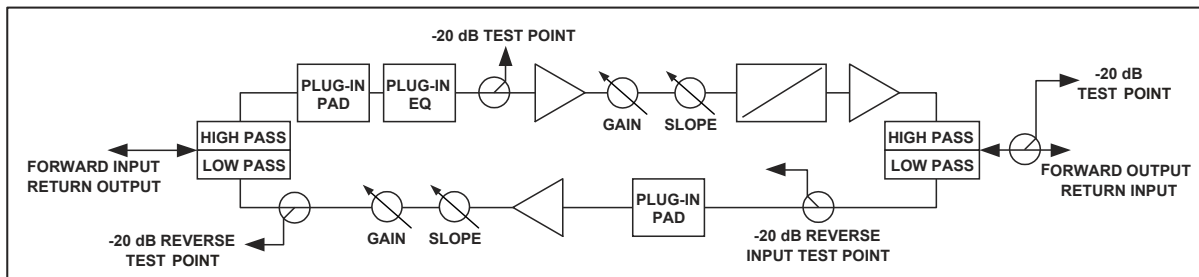 -20 dB TEST POINT
PLUG-IN
PAD
PLUG-IN
EQ
GAIN
SLOPE
-20 dB
TEST POINT
HIGH PASS
LOW PASS
FORWARD INPUT
RETURN OUTPUT
HIGH PASS
LOW PASS
FORWARD OUTPUT
RETURN INPUT
-20 dB REVERSE
TEST POINT
GAIN
SLOPE
PLUG-IN
PAD
-20 dB REVERSE
INPUT TEST POINT